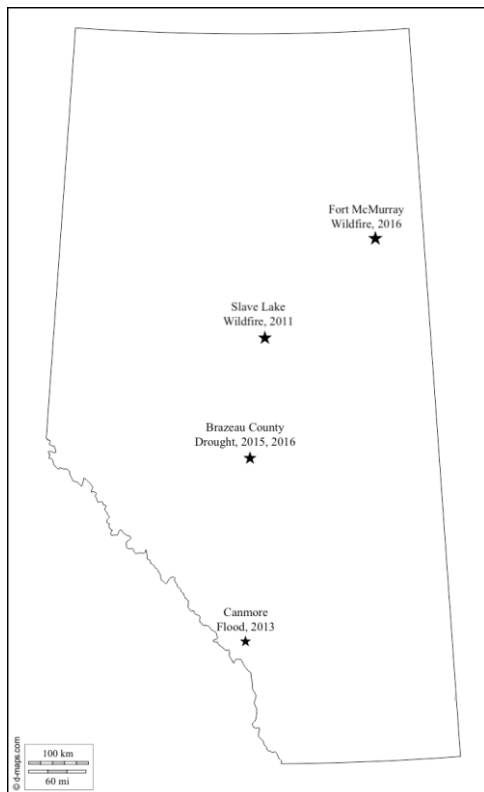 Fort McMurray
Wildfire, 2016
Slave Lake
Wildfire, 2011
Brazeau County
Drought, 2015, 2016
Canmore
Flood, 2013
100 km
60 mi
© d-maps.com